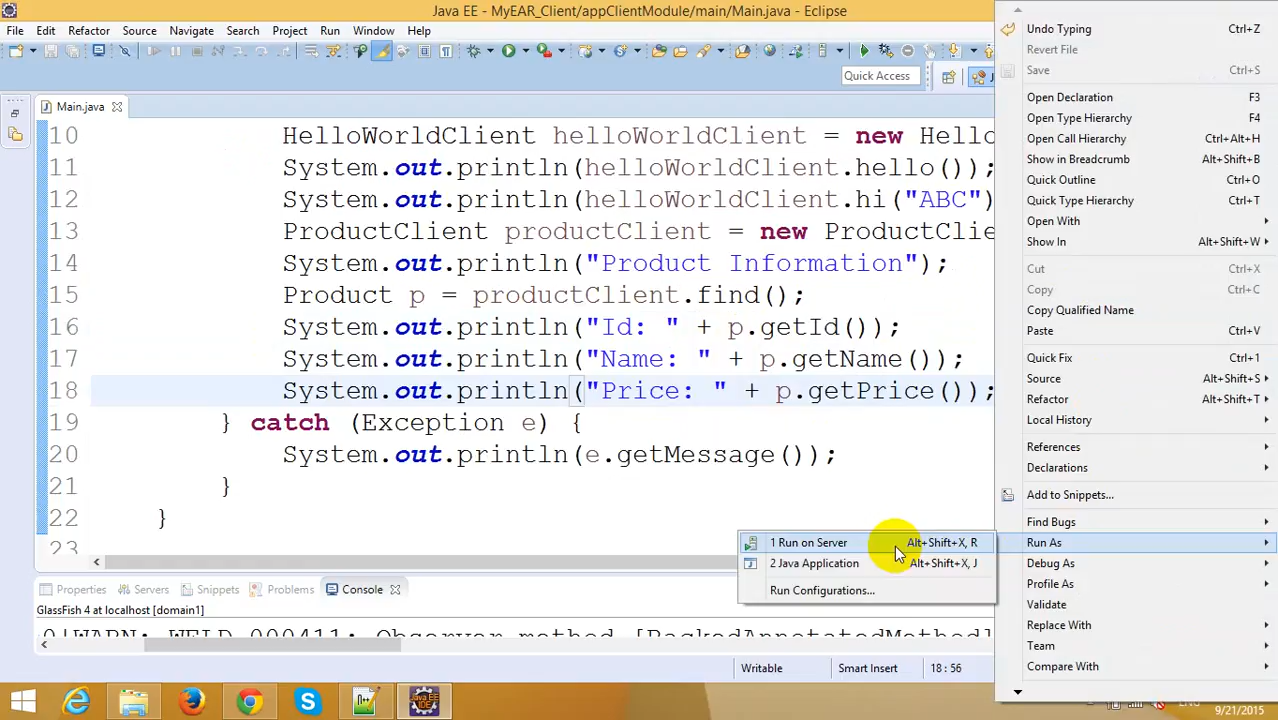 Java EE - MyEAR_Client/appClientModule/main/Main.java - Eclipse
File Edit Refactor Source Navigate Search Project Run Window Help
Quick Access
Main.java
10 HelloWorldClient helloWorldClient = new Hello
11 System.out.println(helloWorldClient.hello());
12 System.out.println(helloWorldClient.hi("ABC")
13 ProductClient productClient = new ProductClie
14 System.out.println("Product Information");
15 Product p = productClient.find();
16 System.out.println("Id: " + p.getId());
17 System.out.println("Name: " + p.getName());
18 System.out.println("Price: " + p.getPrice());
19 } catch (Exception e) {
20 System.out.println(e.getMessage());
21 }
22 }
23
Undo Typing Ctrl+Z
Revert File
Save Ctrl+S
Open Declaration F3
Open Type Hierarchy F4
Open Call Hierarchy Ctrl+Alt+H
Show in Breadcrumb Alt+Shift+B
Quick Outline Ctrl+O
Quick Type Hierarchy Ctrl+T
Open With
Show In Alt+Shift+W
Cut Ctrl+X
Copy Ctrl+C
Copy Qualified Name
Paste Ctrl+V
Quick Fix Ctrl+1
Source Alt+Shift+S
Refactor Alt+Shift+T
Local History
References
Declarations
Add to Snippets...
Find Bugs
Run As
Debug As
Profile As
Validate
Replace With
Team
Compare With
1 Run on Server Alt+Shift+X, R
2 Java Application Alt+Shift+X, J
Run Configurations...
Properties Servers Snippets Problems Console
GlassFish 4 at localhost [domain1]
WARN: WELD-000411: Observer method [BackedAnnotatedMethod]
Writable Smart Insert 18 : 56
Java EE IDE
9/21/2015